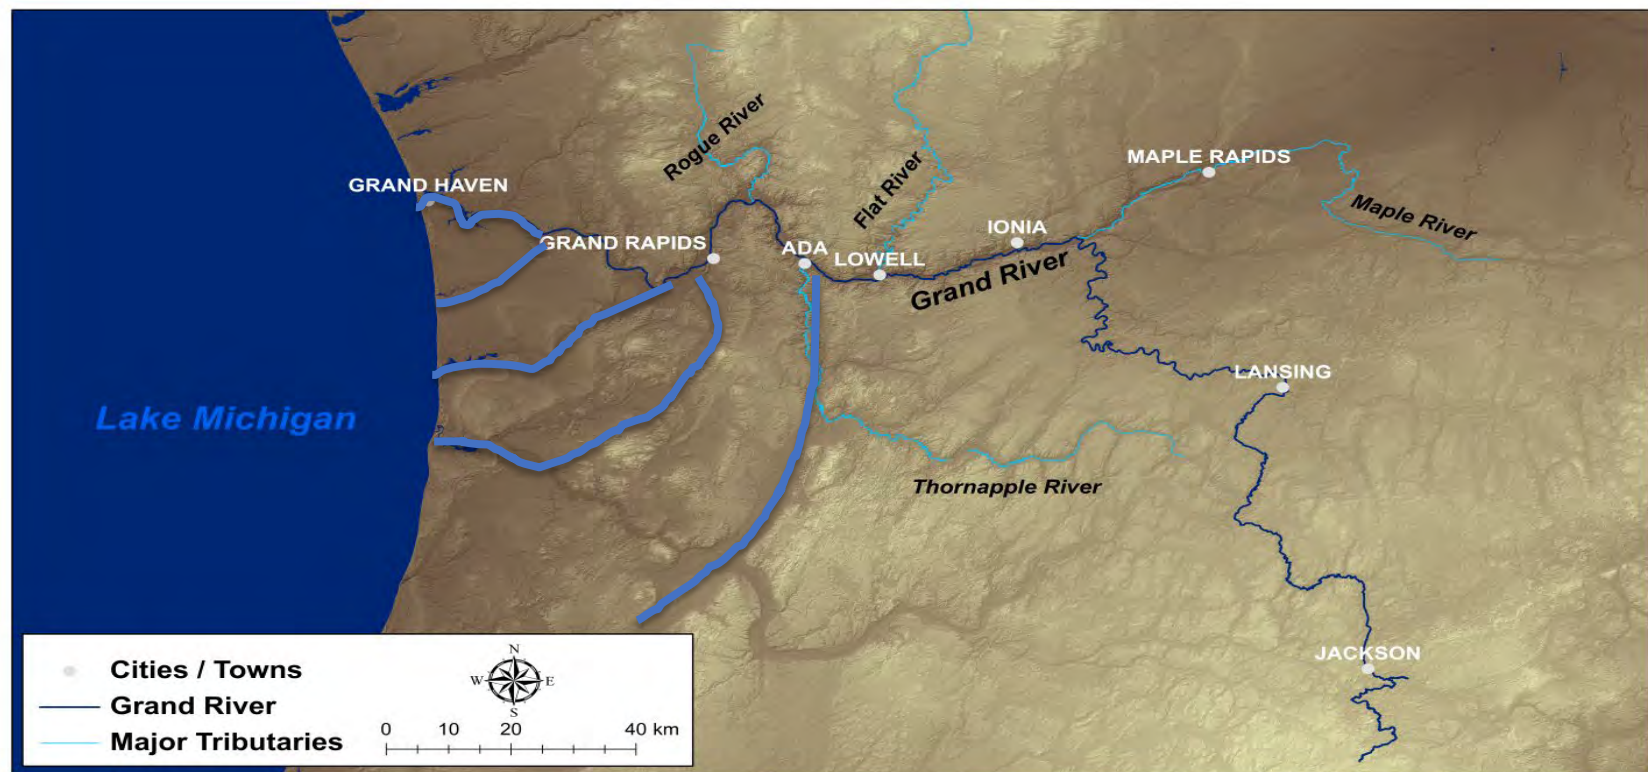 Rogue River
MAPLE RAPIDS
GRAND HAVEN
Flat River
Maple River
IONIA
GRAND RAPIDS
ADA
LOWELL
Grand River
LANSING
Lake Michigan
Thornapple River
JACKSON
Cities / Towns
Grand River
Major Tributaries
N
W E
S
0 10 20 40 km